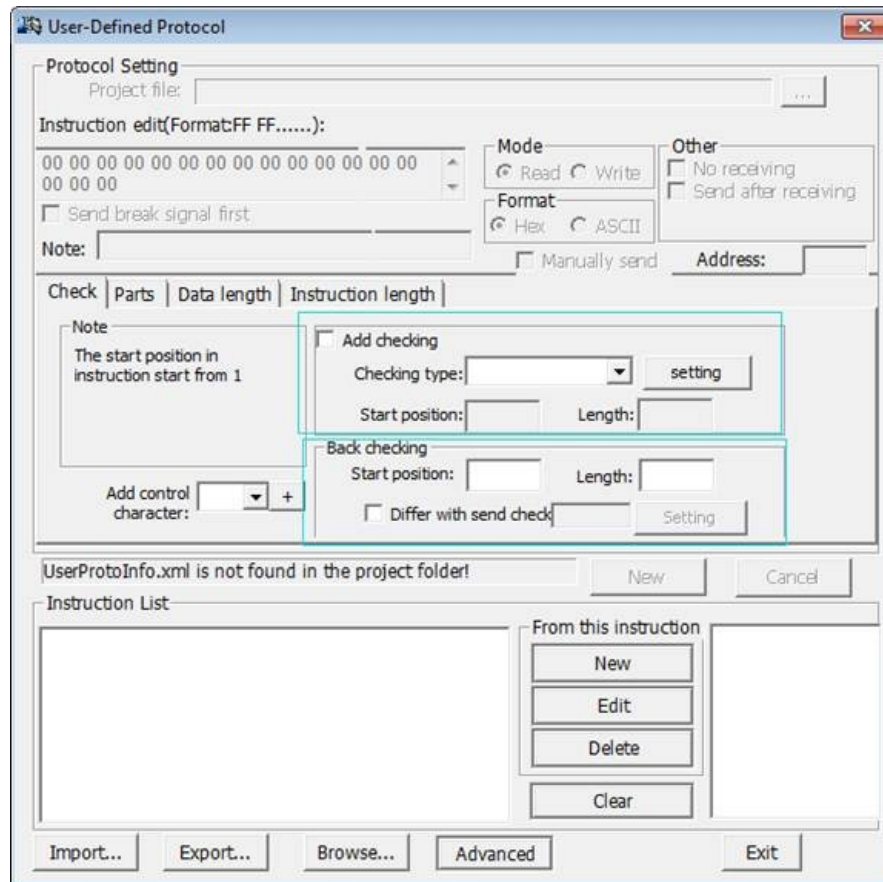 User-Defined Protocol
Protocol Setting
Project file:
...
Instruction edit(Format:FF FF......):
00 00 00 00 00 00 00 00 00 00 00 00 00 00
00 00 00
Mode
Read Write
Other
No receiving
Send after receiving
Send break signal first
Format
Hex ASCII
Note:
Manually send
Address:
Check Parts Data length Instruction length
Note
The start position in
instruction start from 1
Add checking
Checking type:
setting
Start position:
Length:
Back checking
Start position:
Length:
Add control
character:
+
Differ with send check
Setting
UserProtoInfo.xml is not found in the project folder!
New
Cancel
Instruction List
From this instruction
New
Edit
Delete
Clear
Import... Export... Browse... Advanced Exit